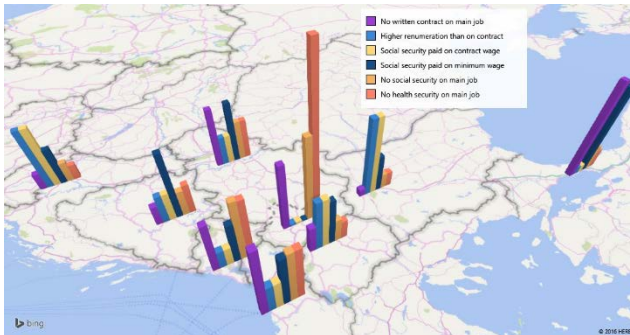 No written contract on main job
Higher renumeration than on contract
Social security paid on contract wage
Social security paid on minimum wage
No social security on main job
No health security on main job
bing
© 2016 HERE